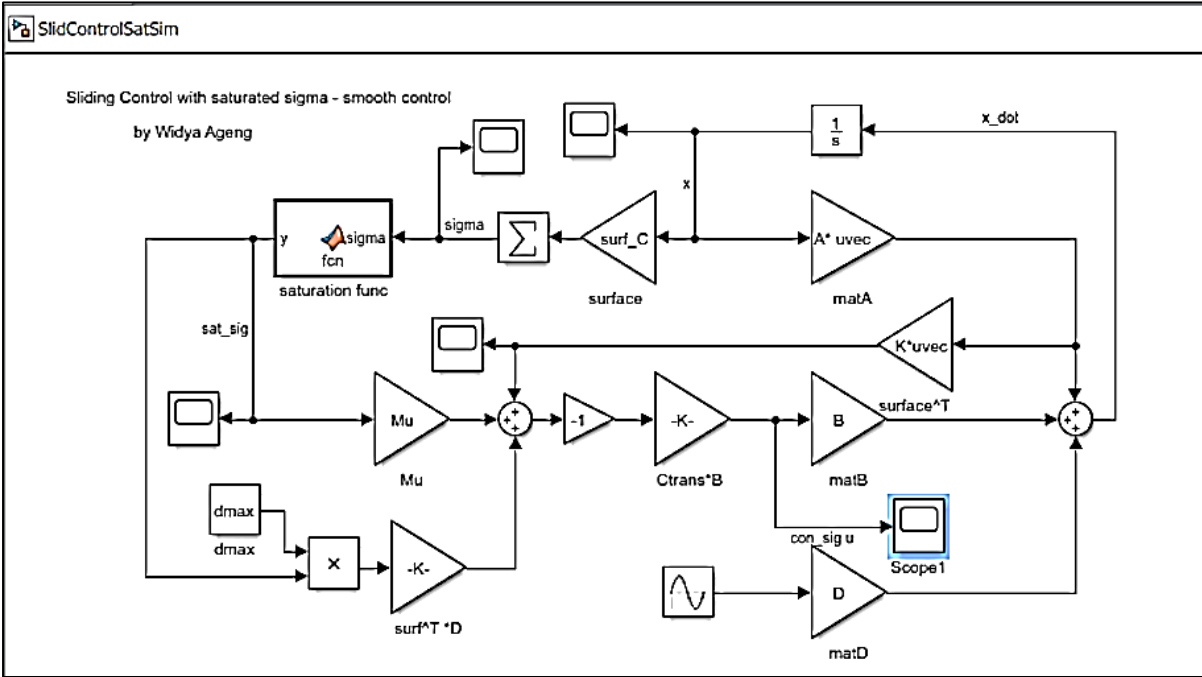 SlidControlSatSim
Sliding Control with saturated sigma - smooth control
by Widya Ageng
x_dot
1
s
x
sigma
y
sigma
fcn
surf_C
A* uvec
saturation func
surface
matA
sat_sig
K*uvec
surface^T
Mu
-1
-K-
B
Mu
Ctrans*B
matB
dmax
dmax
-K-
con_sig u
Scope1
D
surf^T *D
matD